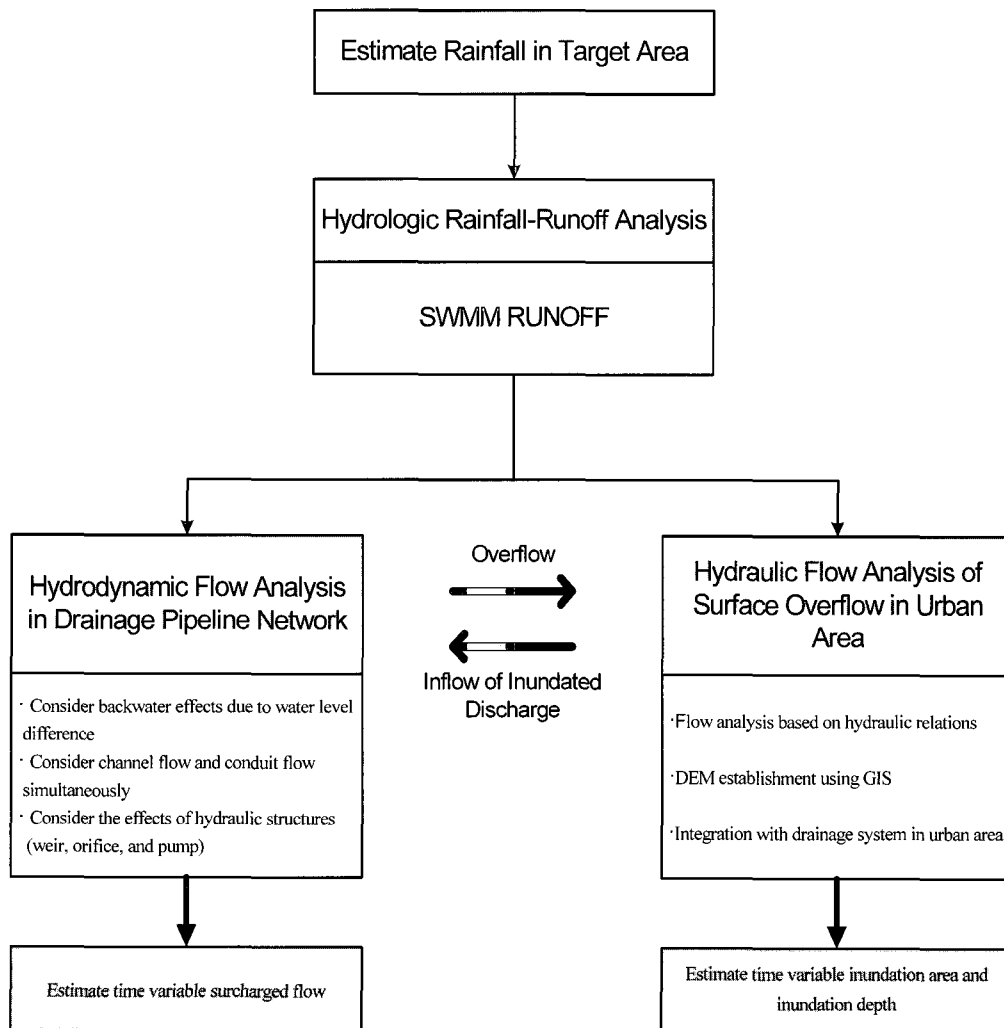 Estimate Rainfall in Target Area
Hydrologic Rainfall-Runoff Analysis
SWMM RUNOFF
Hydrodynamic Flow Analysis
in Drainage Pipeline Network
· Consider backwater effects due to water level
difference
· Consider channel flow and conduit flow
simultaneously
· Consider the effects of hydraulic structures
(weir, orifice, and pump)
Overflow
Inflow of Inundated
Discharge
Hydraulic Flow Analysis of
Surface Overflow in Urban
Area
·Flow analysis based on hydraulic relations
·DEM establishment using GIS
·Integration with drainage system in urban area
Estimate time variable surcharged flow
Estimate time variable inundation area and
inundation depth